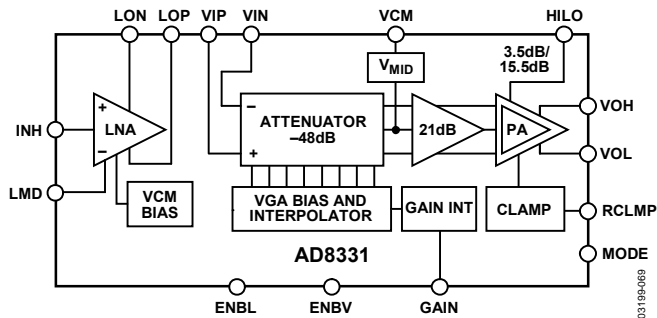 LON LOP VIP VIN VCM HILO
3.5dB/
15.5dB
VMID
INH
+
–
LNA
–
+
ATTENUATOR
–48dB
21dB
PA
VOH
VOL
LMD
VCM
BIAS
VGA BIAS AND
INTERPOLATOR
GAIN INT
CLAMP
RCLMP
AD8331
MODE
ENBL ENBV GAIN
03199-069